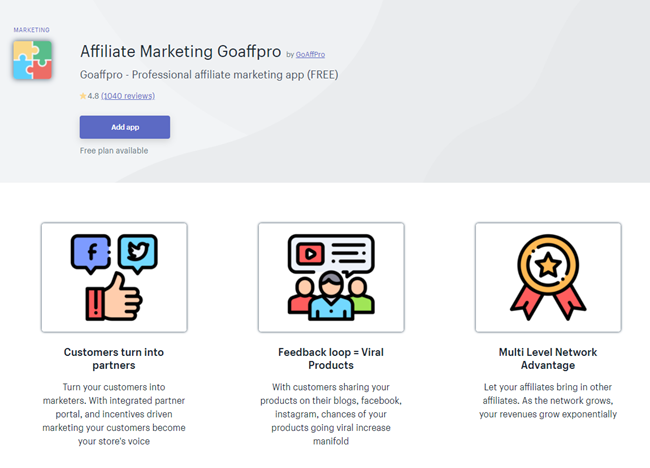 MARKETING
Affiliate Marketing Goaffpro by GoAffPro
Goaffpro - Professional affiliate marketing app (FREE)
4.8 (1040 reviews)
Add app
Free plan available
Customers turn into
partners
Turn your customers into
marketers. With integrated partner
portal, and incentives driven
marketing your customers become
your store's voice
Feedback loop = Viral
Products
With customers sharing your
products on their blogs, facebook,
instagram, chances of your
products going viral increase
manifold
Multi Level Network
Advantage
Let your affiliates bring in other
affiliates. As the network grows,
your revenues grow exponentially